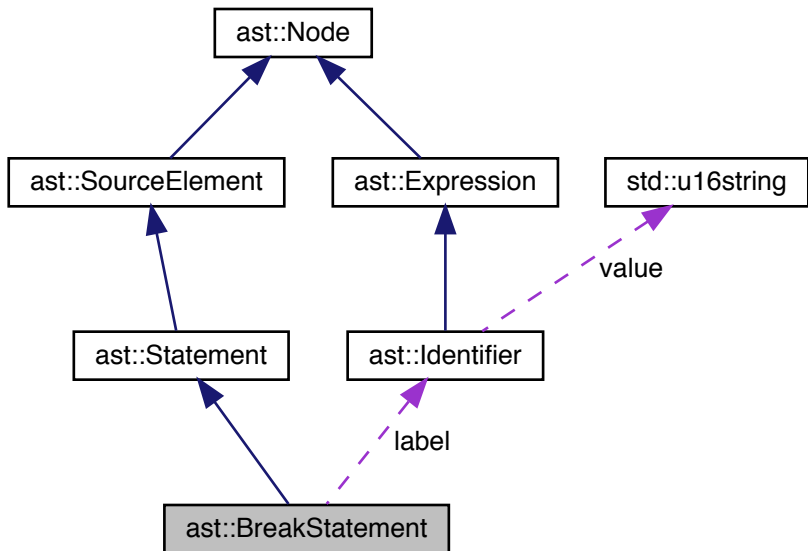 ast::Node
ast::SourceElement
ast::Expression
std::u16string
value
ast::Statement
ast::Identifier
label
ast::BreakStatement